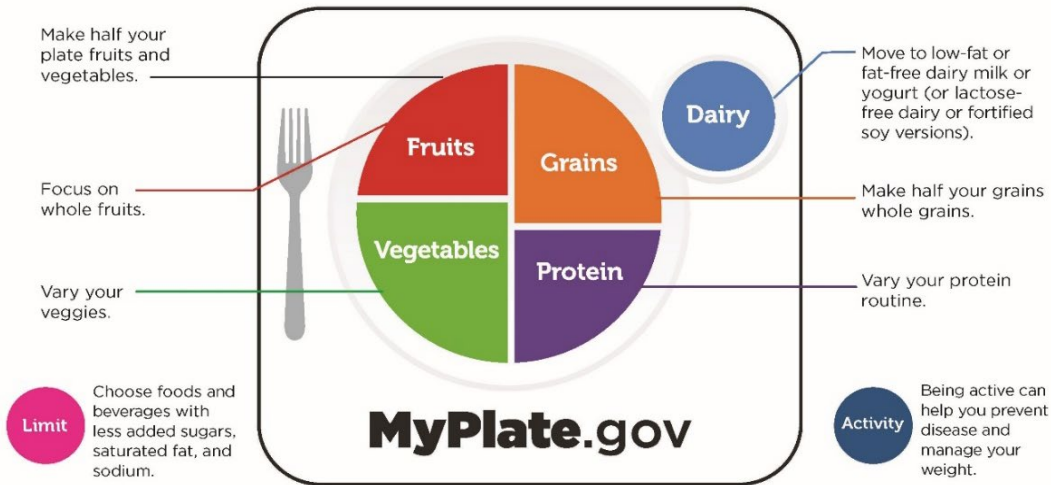 Make half your
plate fruits and
vegetables.
Focus on
whole fruits.
Vary your
veggies.
Fruits
Vegetables
Grains
Protein
Dairy
Move to low-fat or
fat-free dairy milk or
yogurt (or lactose-
free dairy or fortified
soy versions).
Make half your grains
whole grains.
Vary your protein
routine.
Limit
Choose foods and
beverages with
less added sugars,
saturated fat, and
sodium.
MyPlate.gov
Activity
Being active can
help you prevent
disease and
manage your
weight.